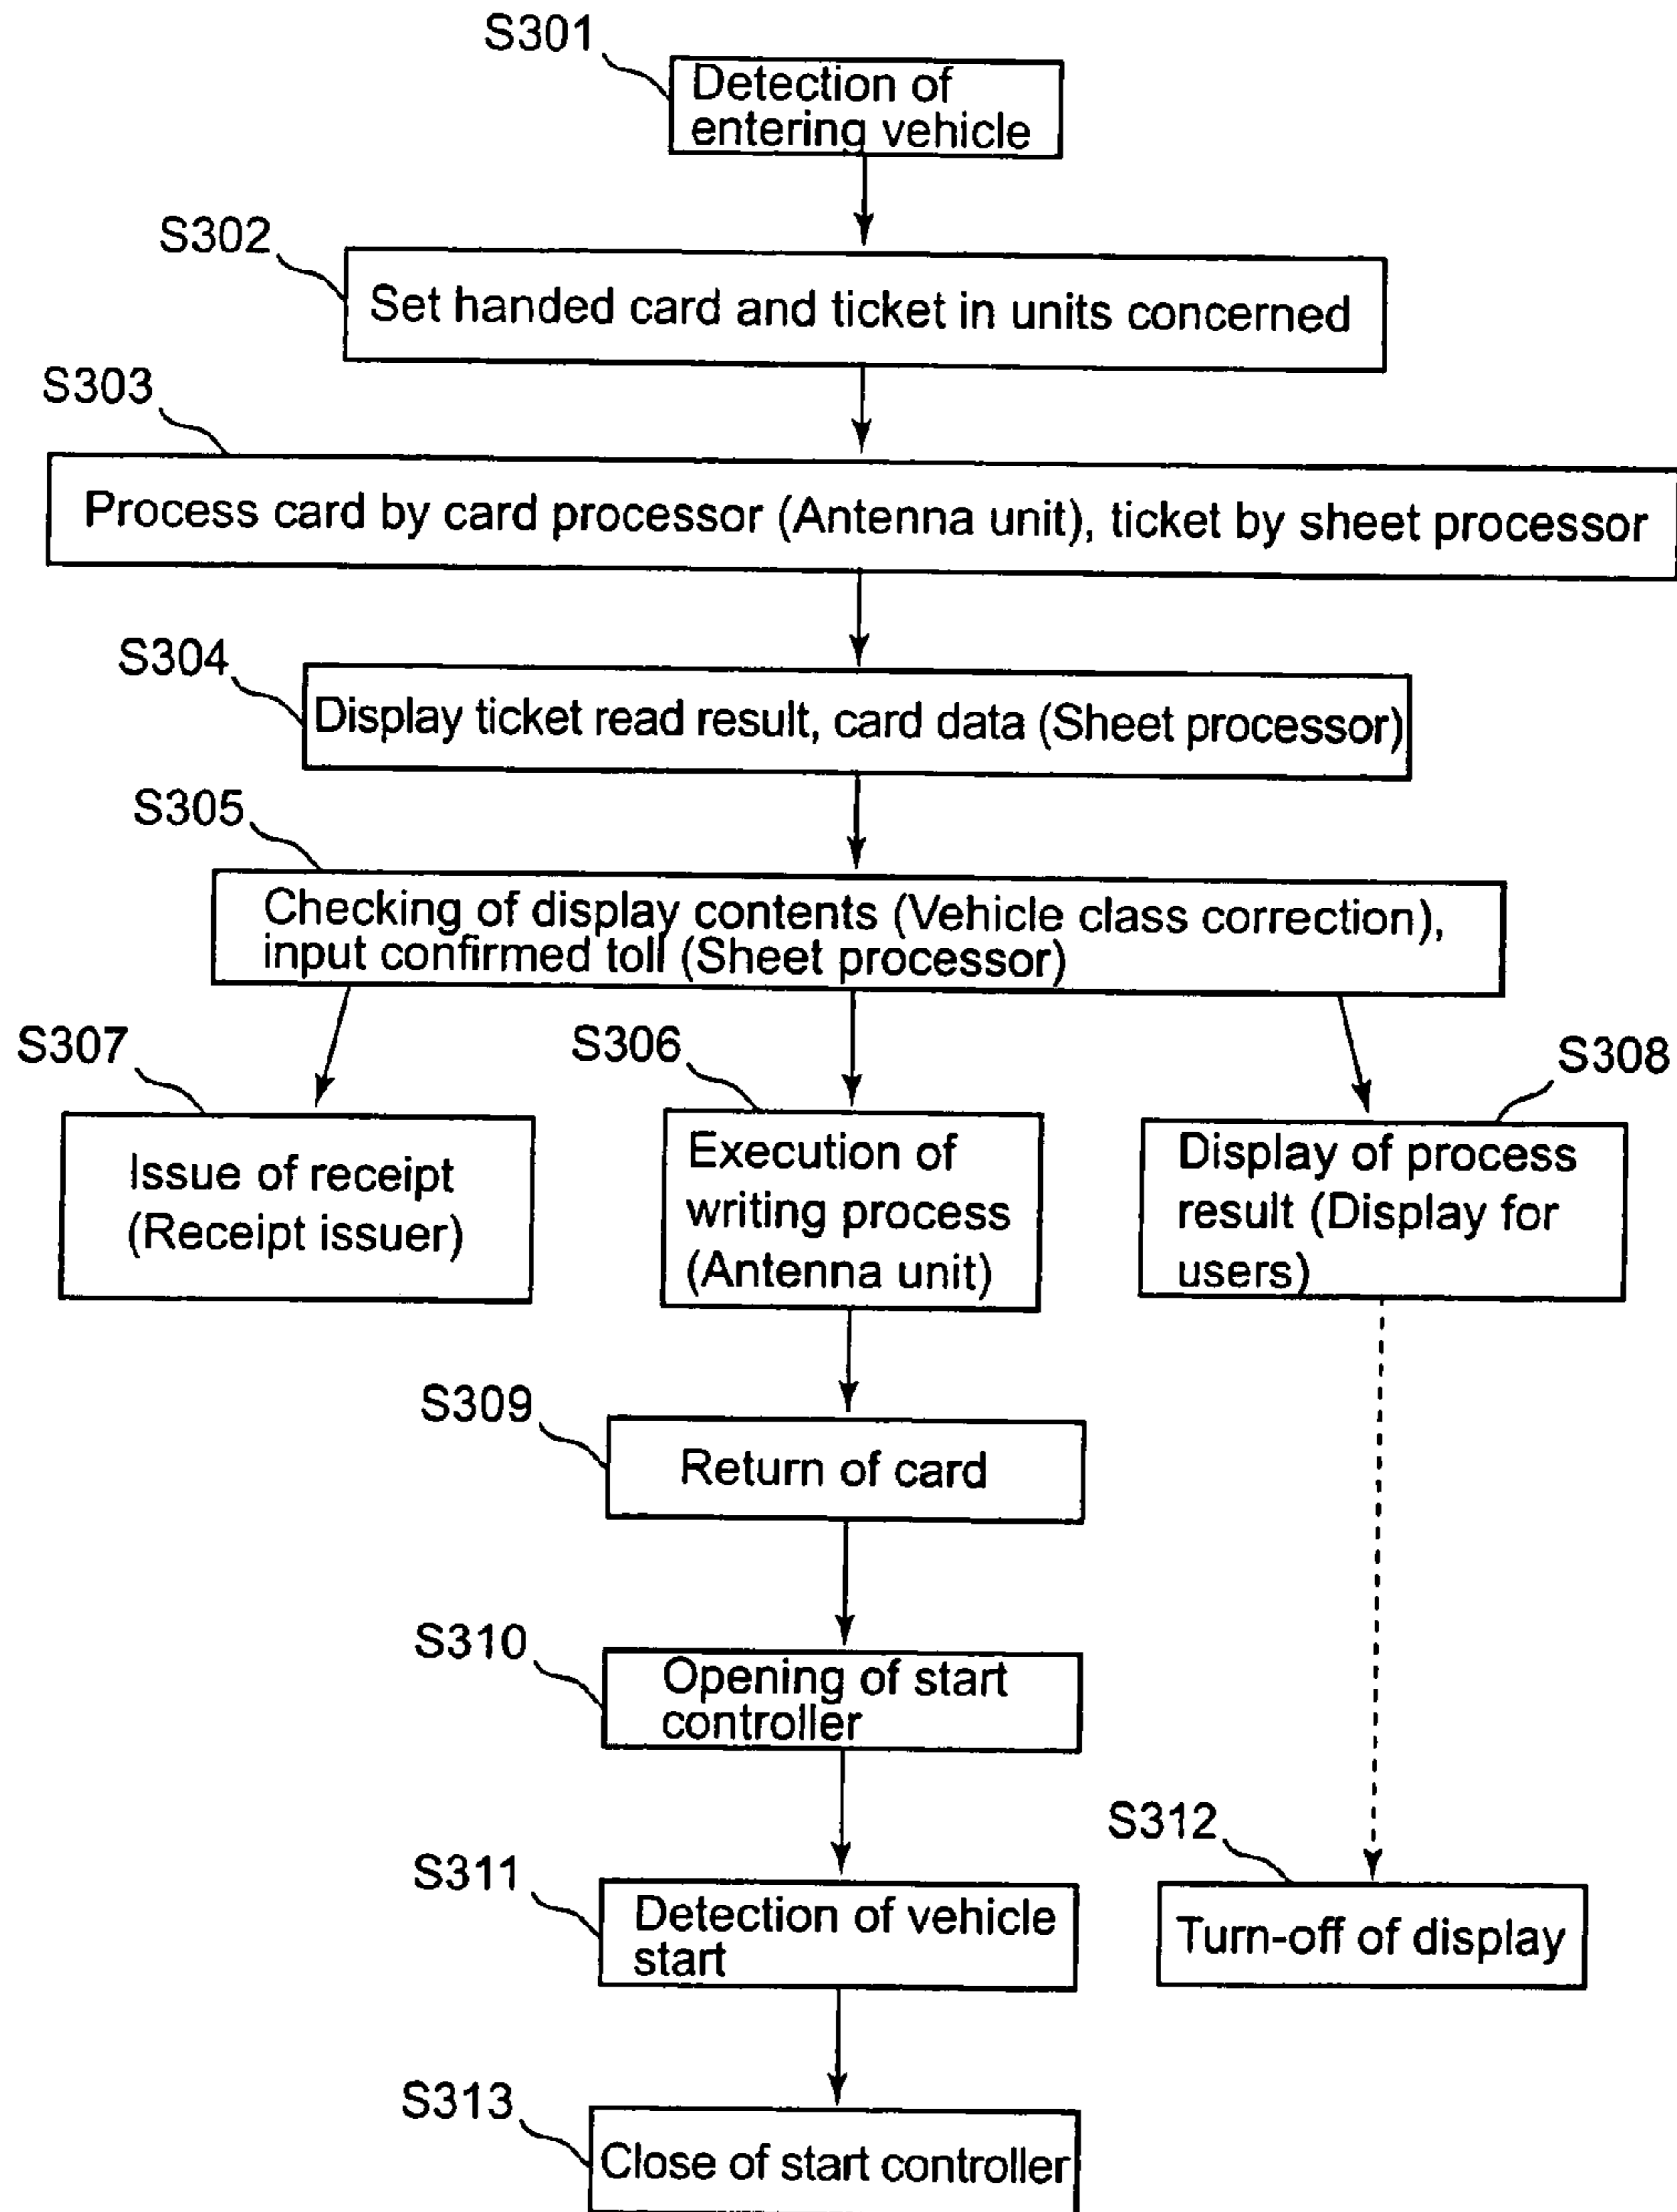 S301
Detection of
entering vehicle
S302
Set handed card and ticket in units concerned
S303
Process card by card processor (Antenna unit), ticket by sheet processor
S304
Display ticket read result, card data (Sheet processor)
S305
Checking of display contents (Vehicle class correction),
input confirmed toll (Sheet processor)
S307
Issue of receipt
(Receipt issuer)
S306
Execution of
writing process
(Antenna unit)
S308
Display of process
result (Display for
users)
S309
Return of card
S310
Opening of start
controller
S311
Detection of vehicle
start
S312
Turn-off of display
S313
Close of start controller